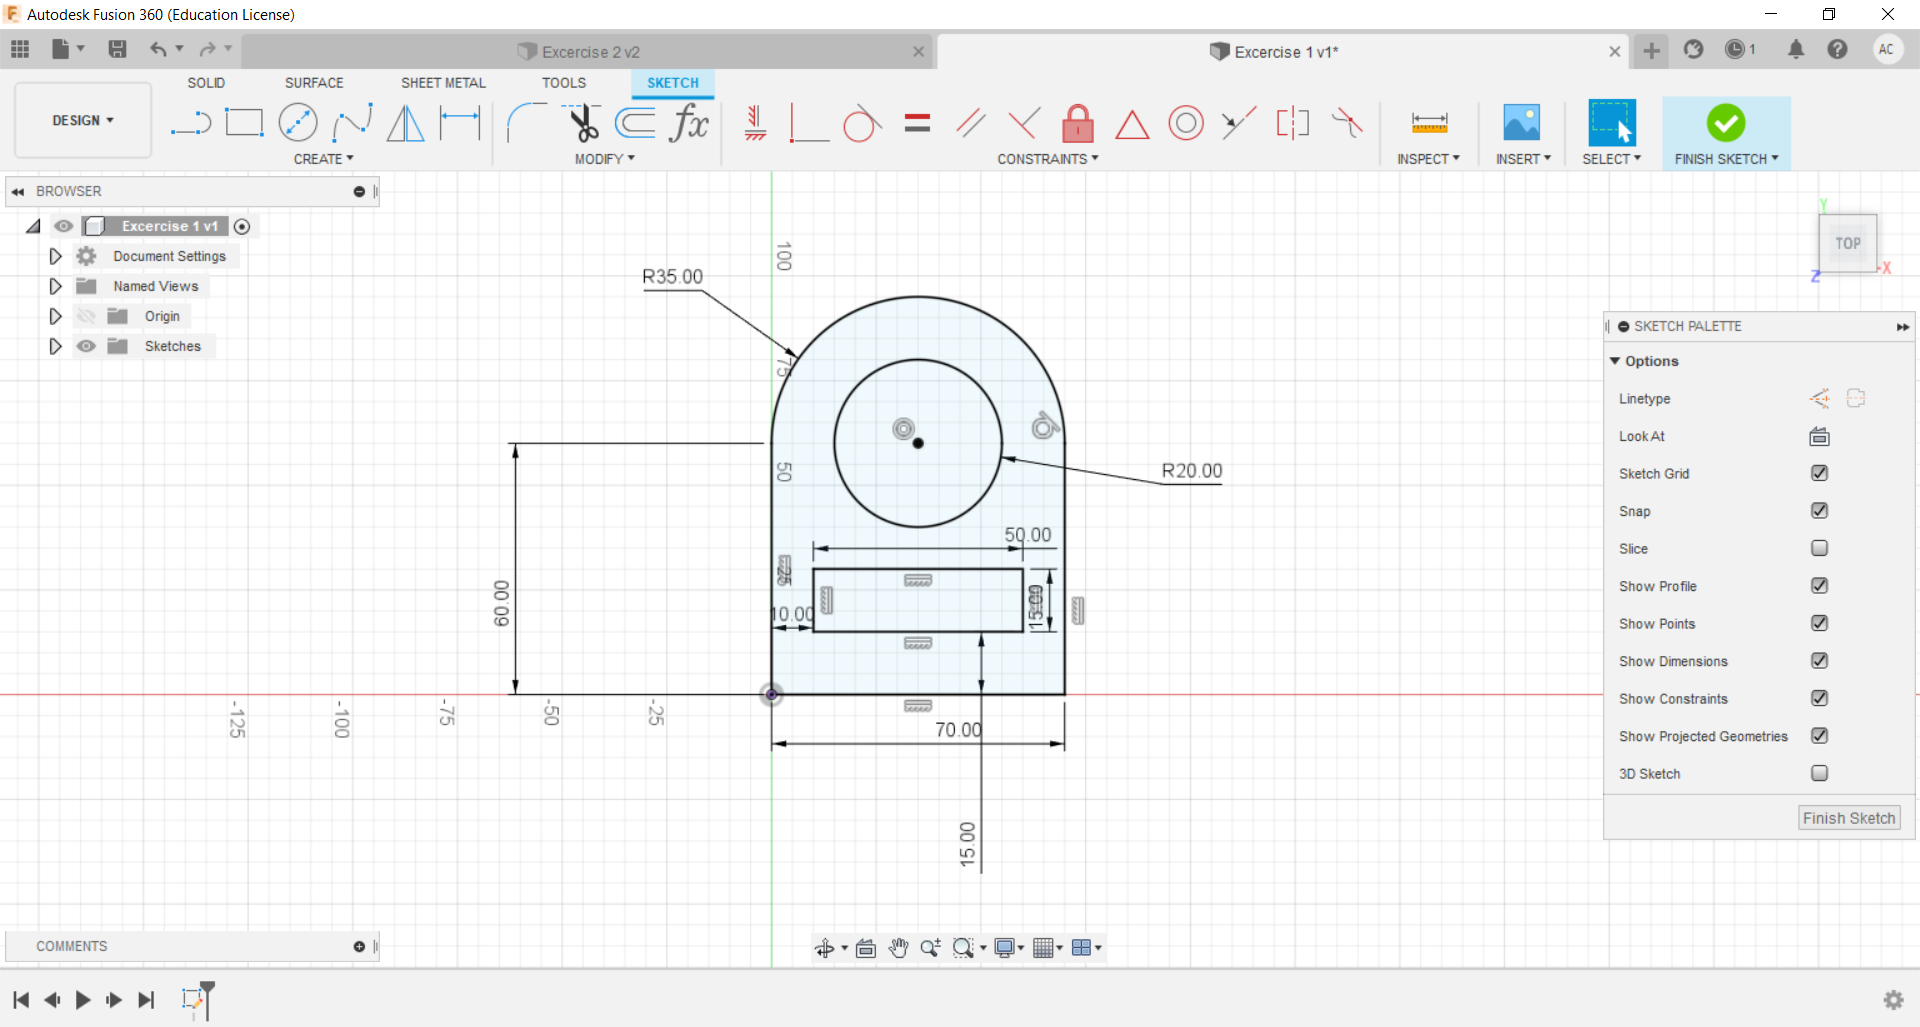 Autodesk Fusion 360 (Education License)
Excercise 2 v2
Excercise 1 v1*
1
AC
SOLID
SURFACE
SHEET METAL
TOOLS
SKETCH
DESIGN
fx
CREATE
MODIFY
CONSTRAINTS
INSPECT
INSERT
SELECT
FINISH SKETCH
BROWSER
Excercise 1 v1
Document Settings
Named Views
Origin
Sketches
Y
TOP
X
Z
100
R35.00
75
50
R20.00
50.00
25
10.00
15.00
60.00
-125
-100
-75
-50
-25
70.00
15.00
SKETCH PALETTE
Options
Linetype
Look At
Sketch Grid
Snap
Slice
Show Profile
Show Points
Show Dimensions
Show Constraints
Show Projected Geometries
3D Sketch
Finish Sketch
COMMENTS